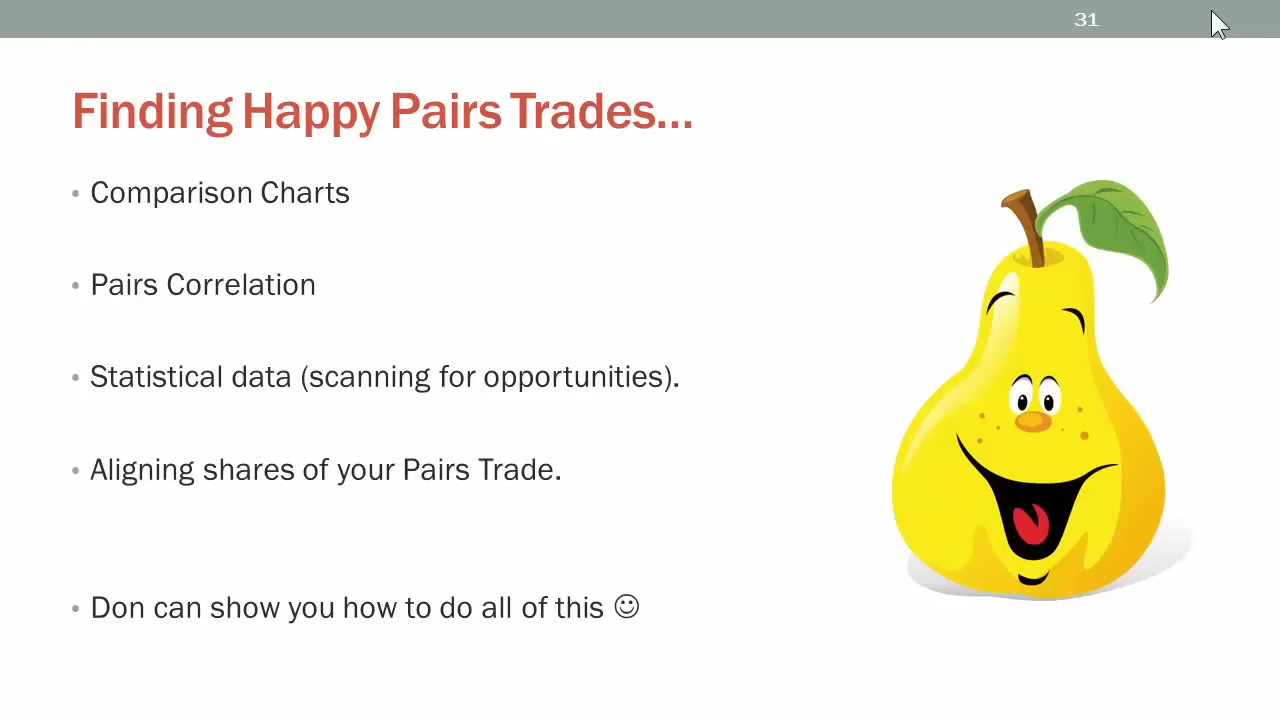 31
Finding Happy Pairs Trades...
• Comparison Charts
• Pairs Correlation
• Statistical data (scanning for opportunities).
• Aligning shares of your Pairs Trade.
• Don can show you how to do all of this ☺